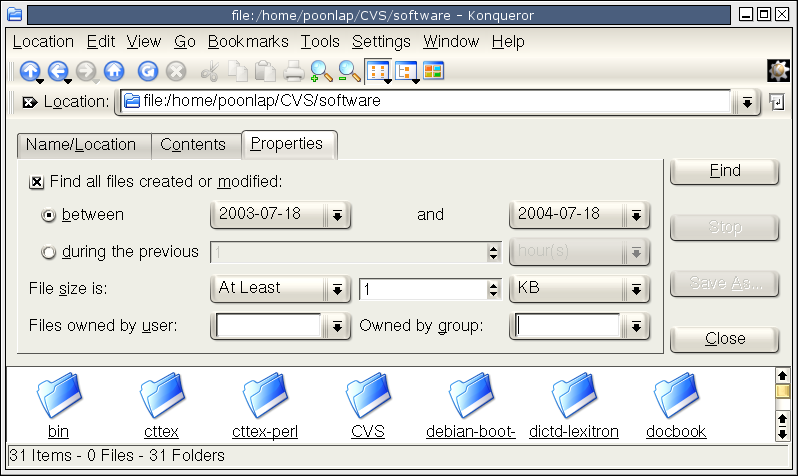 file:/home/poonlap/CVS/software - Konqueror
Location Edit View Go Bookmarks Tools Settings Window Help
Location: file:/home/poonlap/CVS/software
Name/Location Contents Properties
Find all files created or modified:
between 2003-07-18 and 2004-07-18
during the previous 1 hour(s)
File size is: At Least 1 KB
Files owned by user: Owned by group:
Find
Stop
Save As...
Close
bin cttex cttex-perl CVS debian-boot- dictd-lexitron docbook
31 Items - 0 Files - 31 Folders